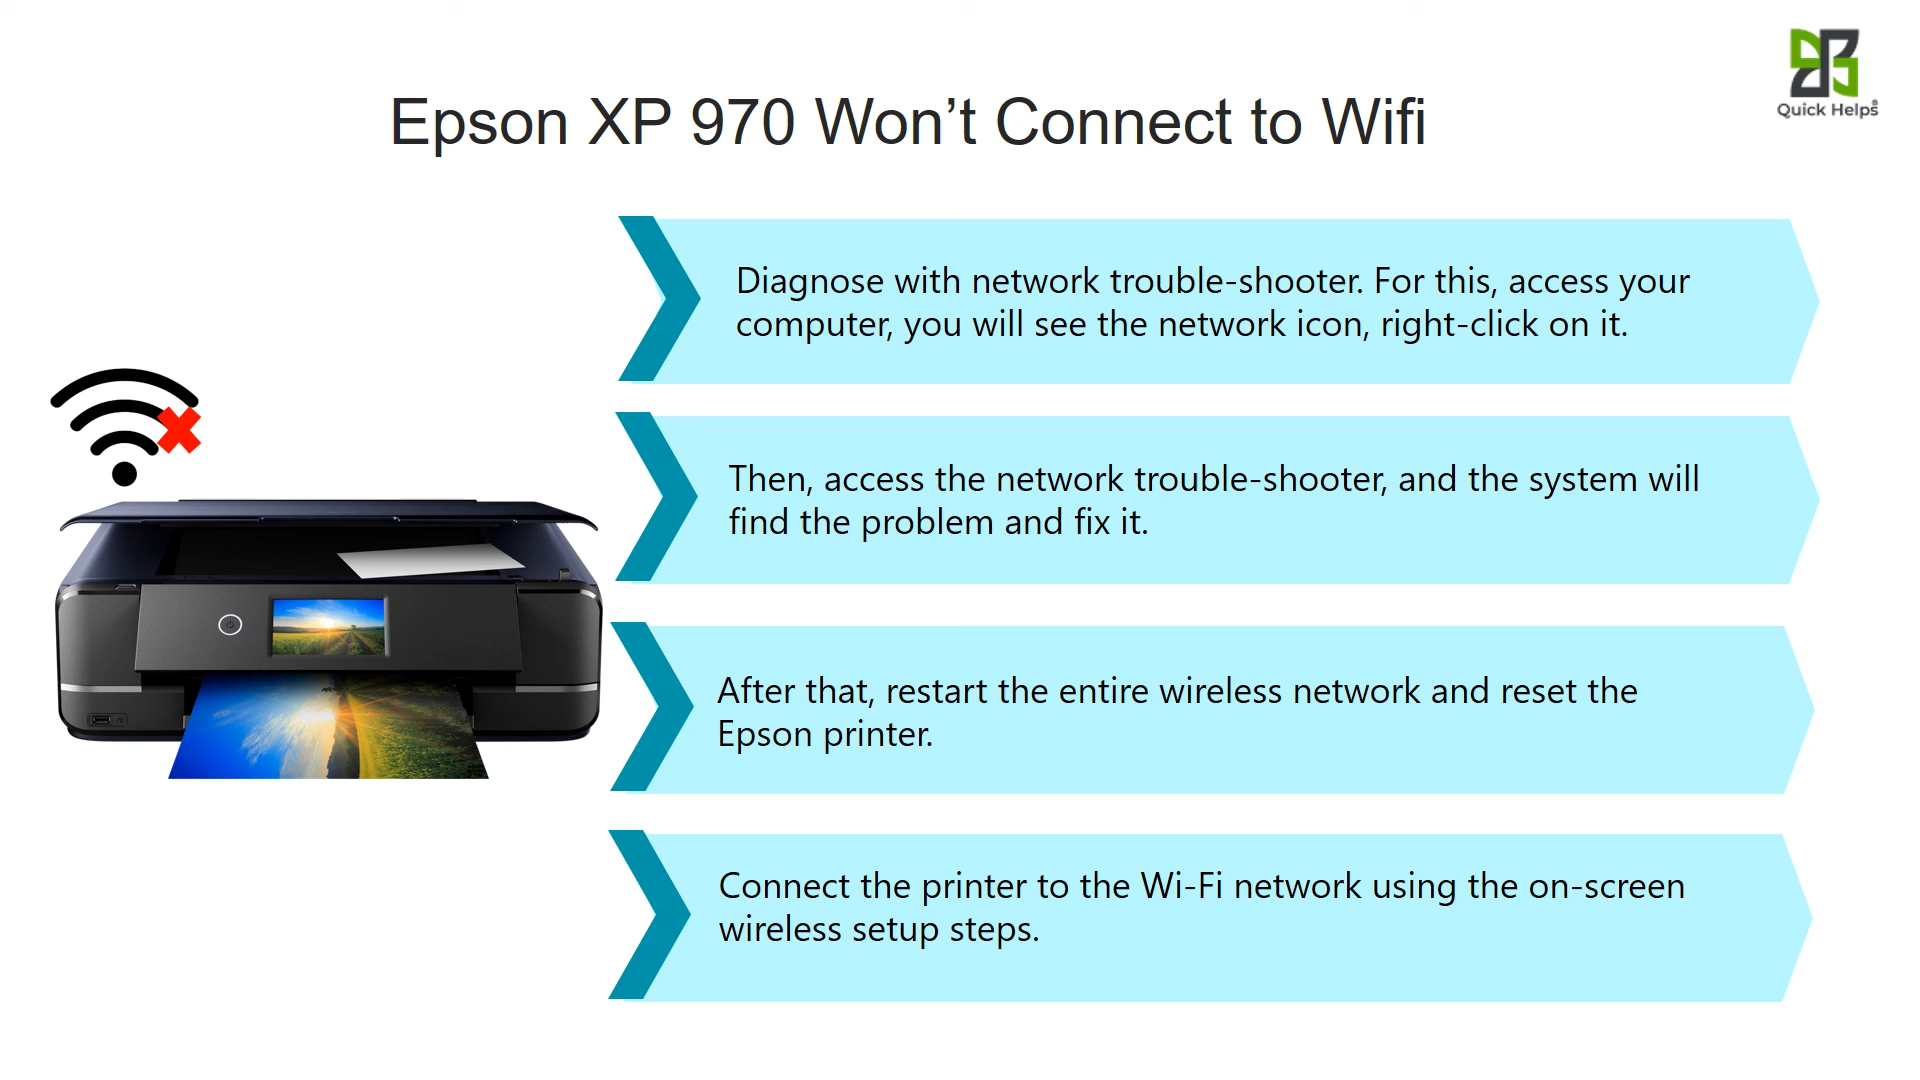 Quick Helps
Epson XP 970 Won’t Connect to Wifi
Diagnose with network trouble-shooter. For this, access your
computer, you will see the network icon, right-click on it.
Then, access the network trouble-shooter, and the system will
find the problem and fix it.
After that, restart the entire wireless network and reset the
Epson printer.
Connect the printer to the Wi-Fi network using the on-screen
wireless setup steps.